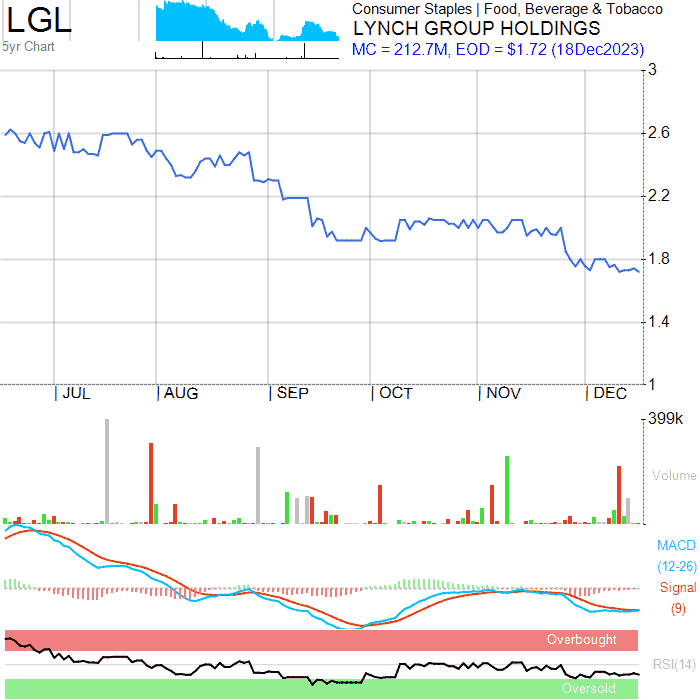 LGL
5yr Chart
Consumer Staples | Food, Beverage & Tobacco
LYNCH GROUP HOLDINGS
MC = 212.7M, EOD = $1.72 (18Dec2023)
3
2.6
2.2
1.8
1.4
1
| JUL | AUG | SEP | OCT | NOV | DEC
399k
Volume
MACD
(12-26)
Signal
(9)
Overbought
RSI(14)
Oversold